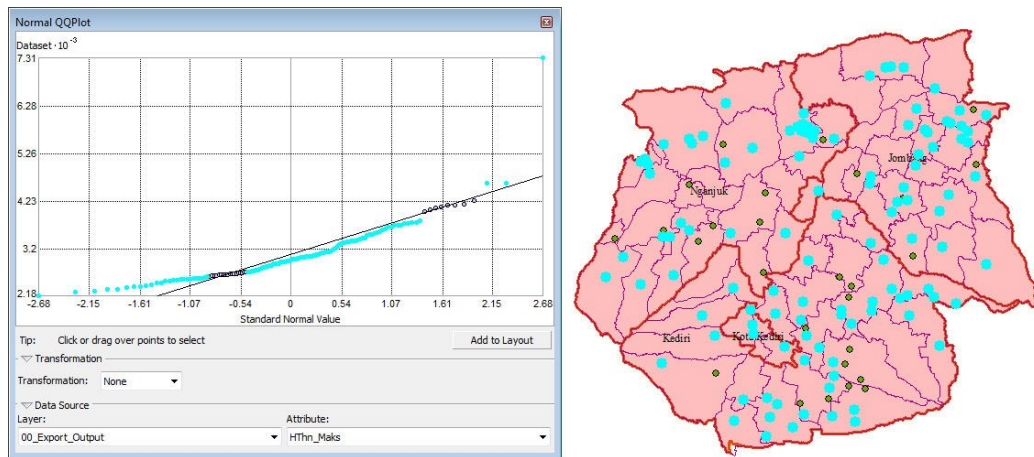 Normal QQPlot
Dataset · 10⁻³
7.31
6.28
5.26
4.23
3.2
2.18
-2.68
-2.15
-1.61
-1.07
-0.54
0
0.54
1.07
1.61
2.15
2.68
Standard Normal Value
Tip: Click or drag over points to select
Add to Layout
Transformation
Transformation: None
Data Source
Layer: Attribute:
00_Export_Output HThn_Maks
Nganjuk
Kediri